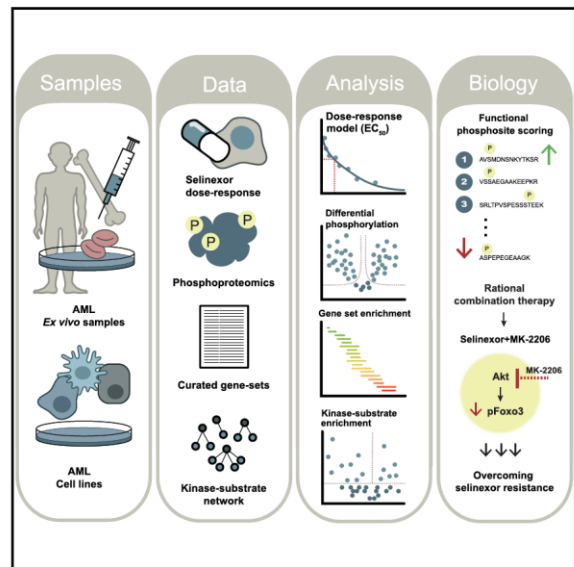 Samples
AML
Ex vivo samples
AML
Cell lines
Data
Selinexor
dose-response
P
P
P
Phosphoproteomics
Curated gene-sets
Kinase-substrate
network
Analysis
Dose-response
model (EC50)
Differential
phosphorylation
Gene set enrichment
Kinase-substrate
enrichment
Biology
Functional
phosphosite scoring
P
1 AVSMDNSNKYTKSR
P
2 VSSAEGAAKEEPKR
P
3 SRLTPVSPESSSTEEK
P
ASPEPEGEAAGK
Rational
combination therapy
Selinexor+MK-2206
MK-2206
Akt
pFoxo3
Overcoming
selinexor resistance